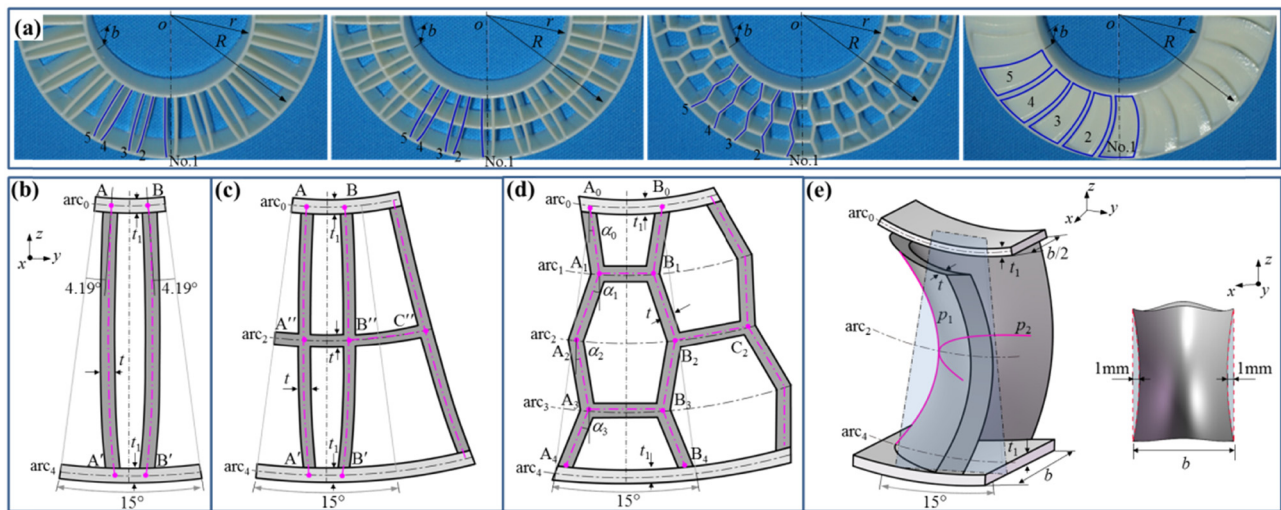 (a)
o
r
b
R
5
4
3
2
No.1
o
r
b
R
5
4
3
2
No.1
o
r
b
R
5
4
3
2
No.1
o
r
b
R
5
4
3
2
No.1
(b)
A
B
arc0
t1
z
x
y
4.19°
4.19°
t
A'
t1
B'
arc4
15°
(c)
A
B
arc0
t1
A''
B''
C''
t
arc2
t
t1
A'
B'
arc4
15°
(d)
A0
B0
arc0
t1
α0
arc1
A1
B1
α1
t
arc2
A2
α2
B2
C2
arc3
A3
B3
α3
t1
A4
B4
arc4
15°
(e)
z
x
y
arc0
t1
b/2
t
p1
p2
arc2
arc4
t1
b
15°
z
x
y
1mm
1mm
b